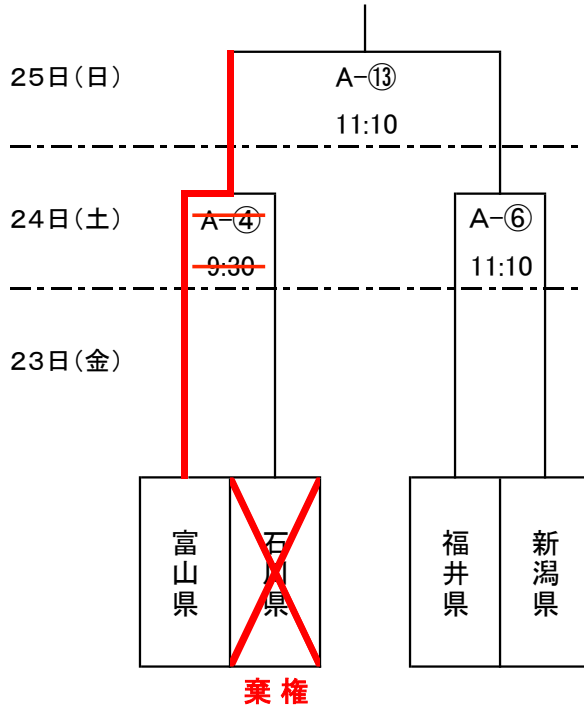 25日(日)
A-⑬
11:10
24日(土)
A-④
9:30
A-⑥
11:10
23日(金)
富山県
石川県
福井県
新潟県
棄権